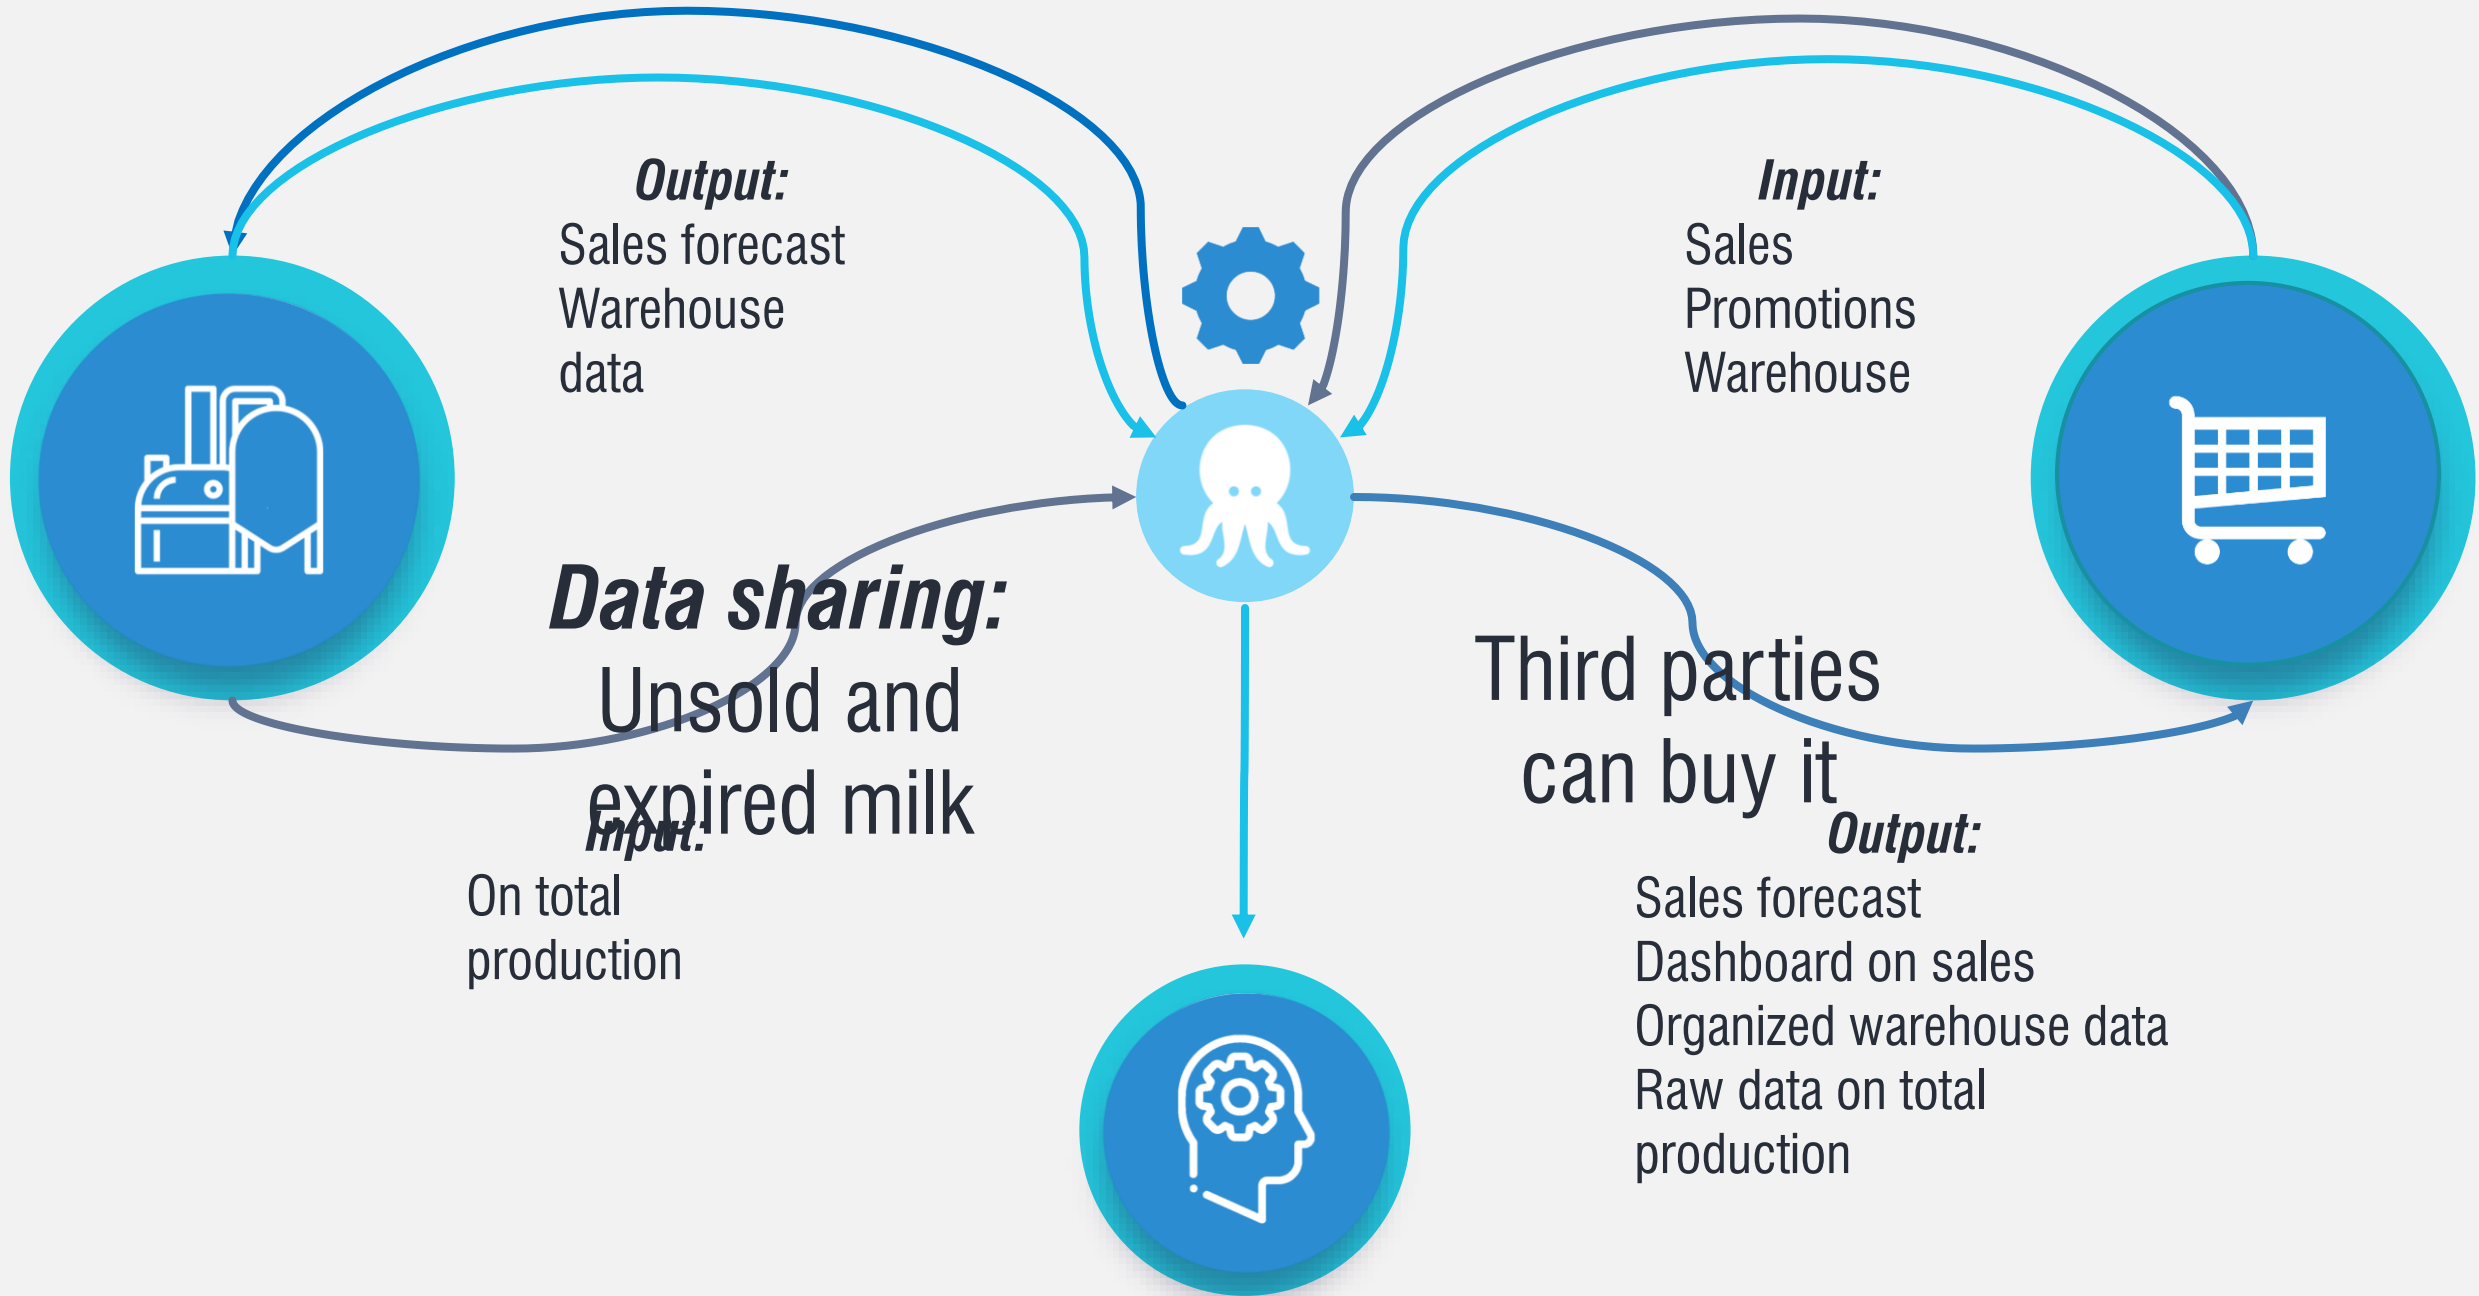 Output:
Sales forecast
Warehouse
data
Input:
Sales
Promotions
Warehouse
Data sharing:
Unsold and
expired milk
Third parties
can buy it
Input:
On total
production
Output:
Sales forecast
Dashboard on sales
Organized warehouse data
Raw data on total
production